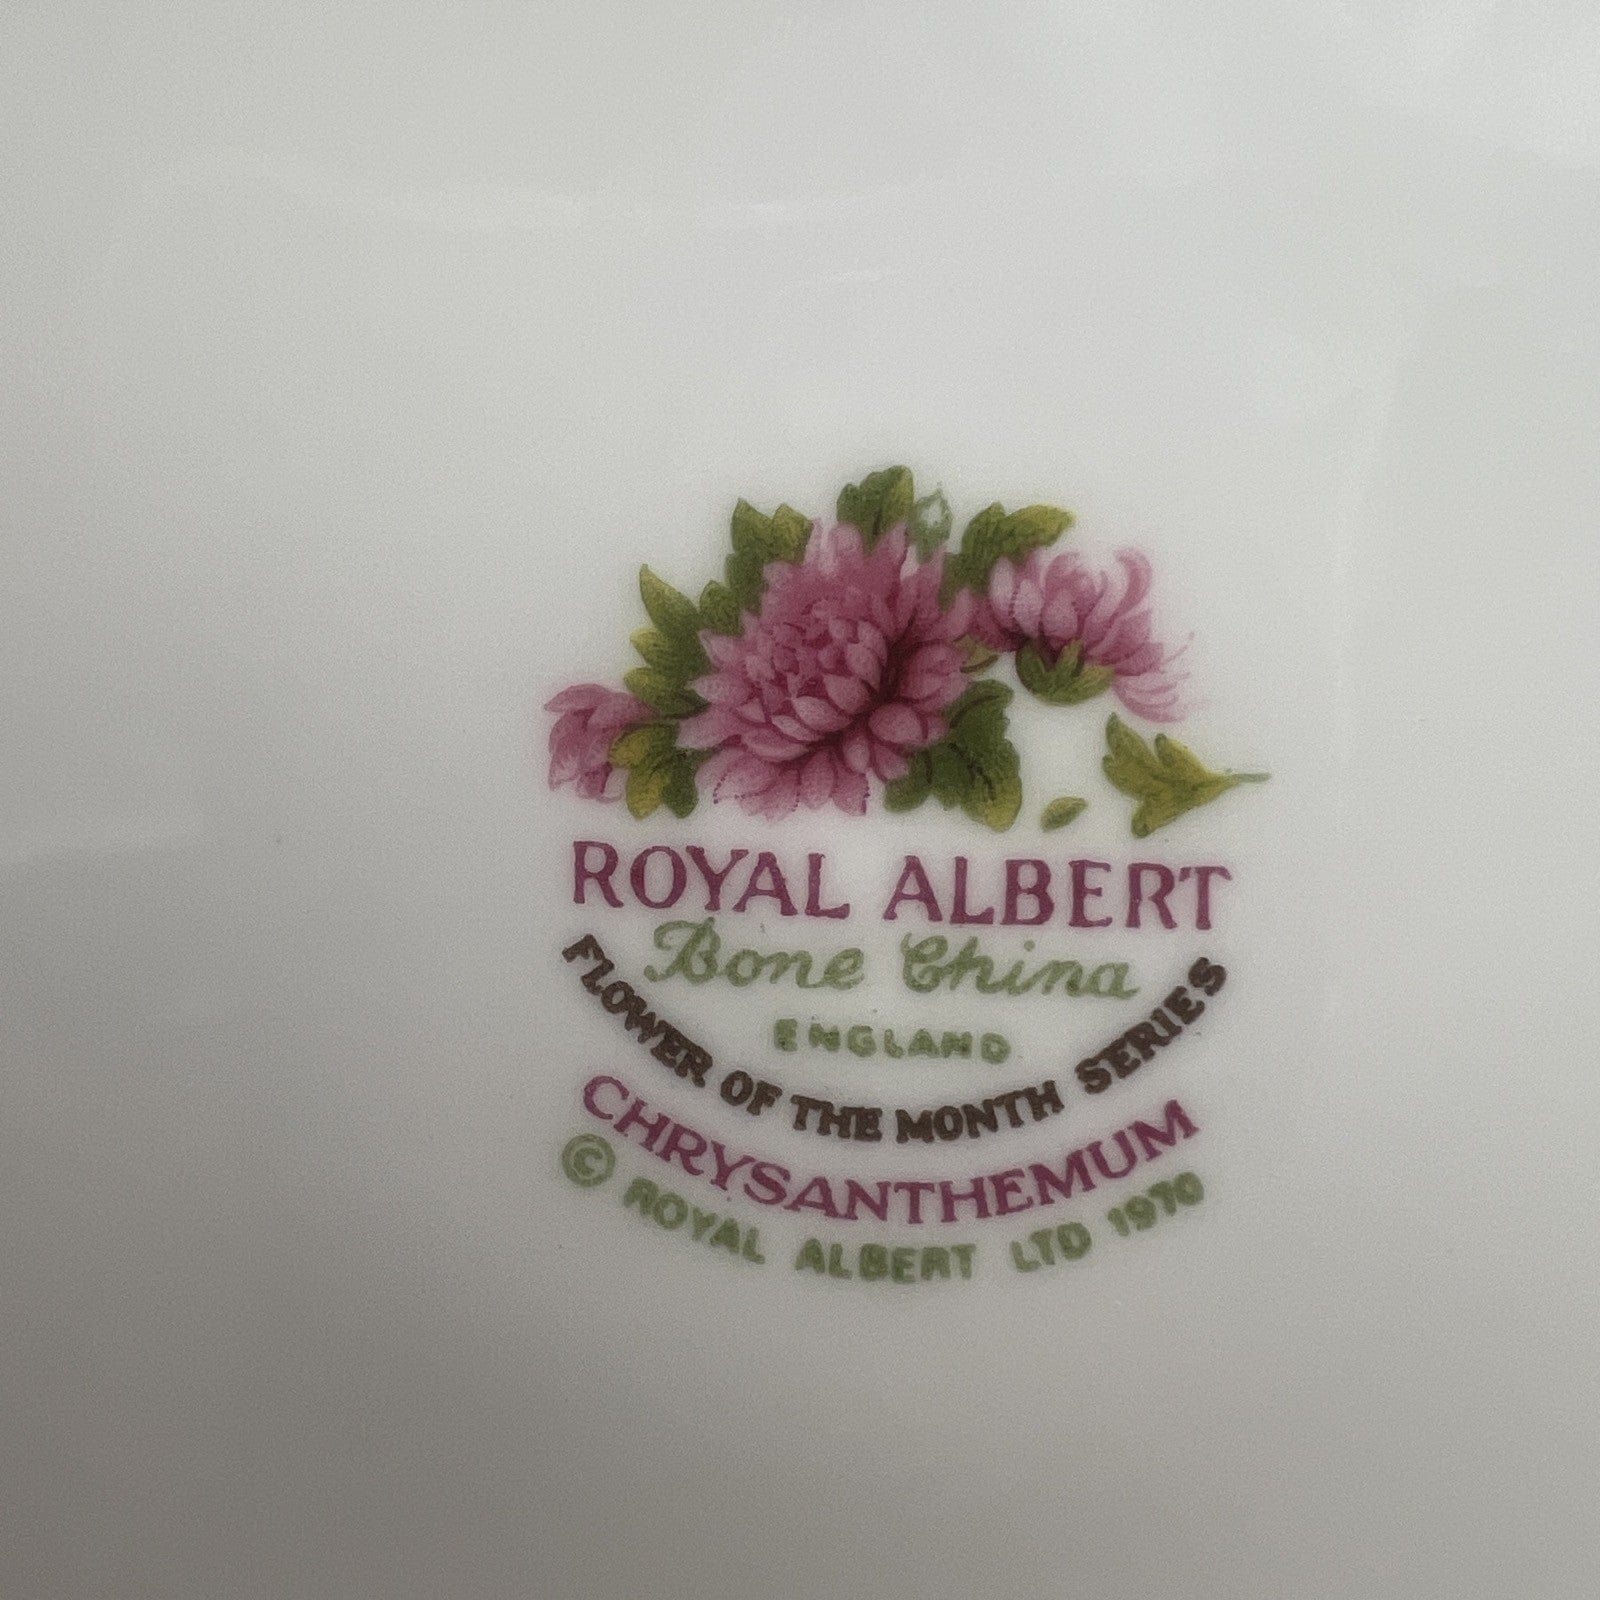 ROYAL ALBERT
Bone China
ENGLAND
FLOWER OF THE MONTH SERIES
CHRYSANTHEMUM
© ROYAL ALBERT LTD 1970